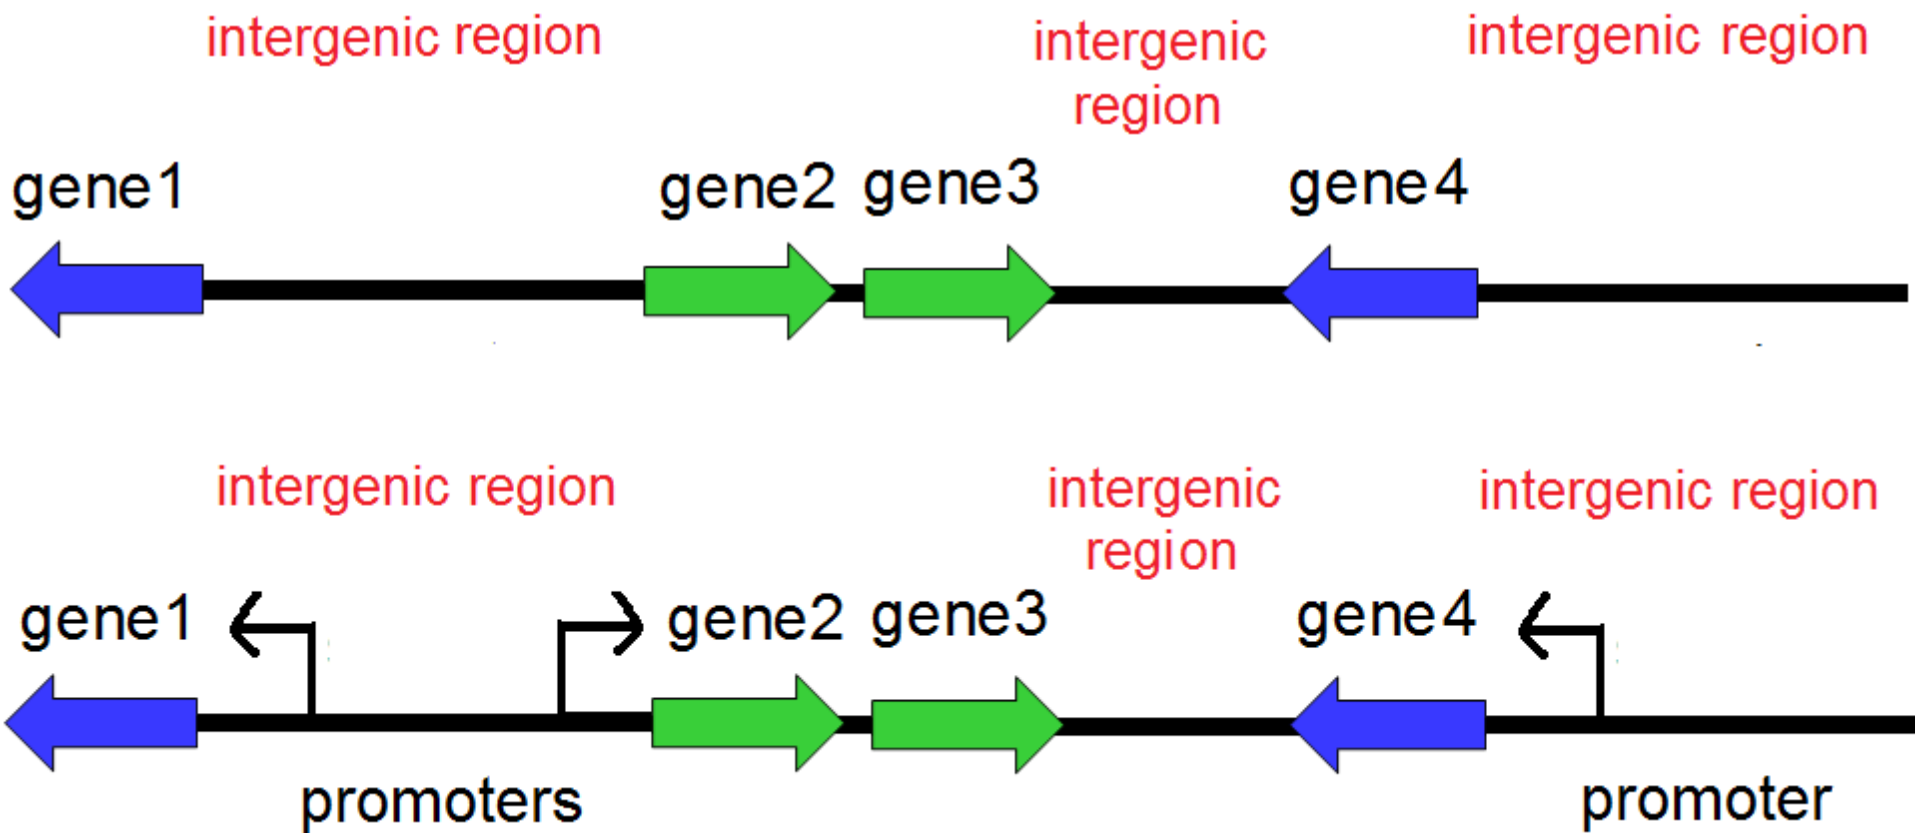 intergenic region
intergenic
region
intergenic region
gene1
gene2
gene3
gene4
intergenic region
intergenic
region
intergenic region
gene1
gene2
gene3
gene4
promoters
promoter